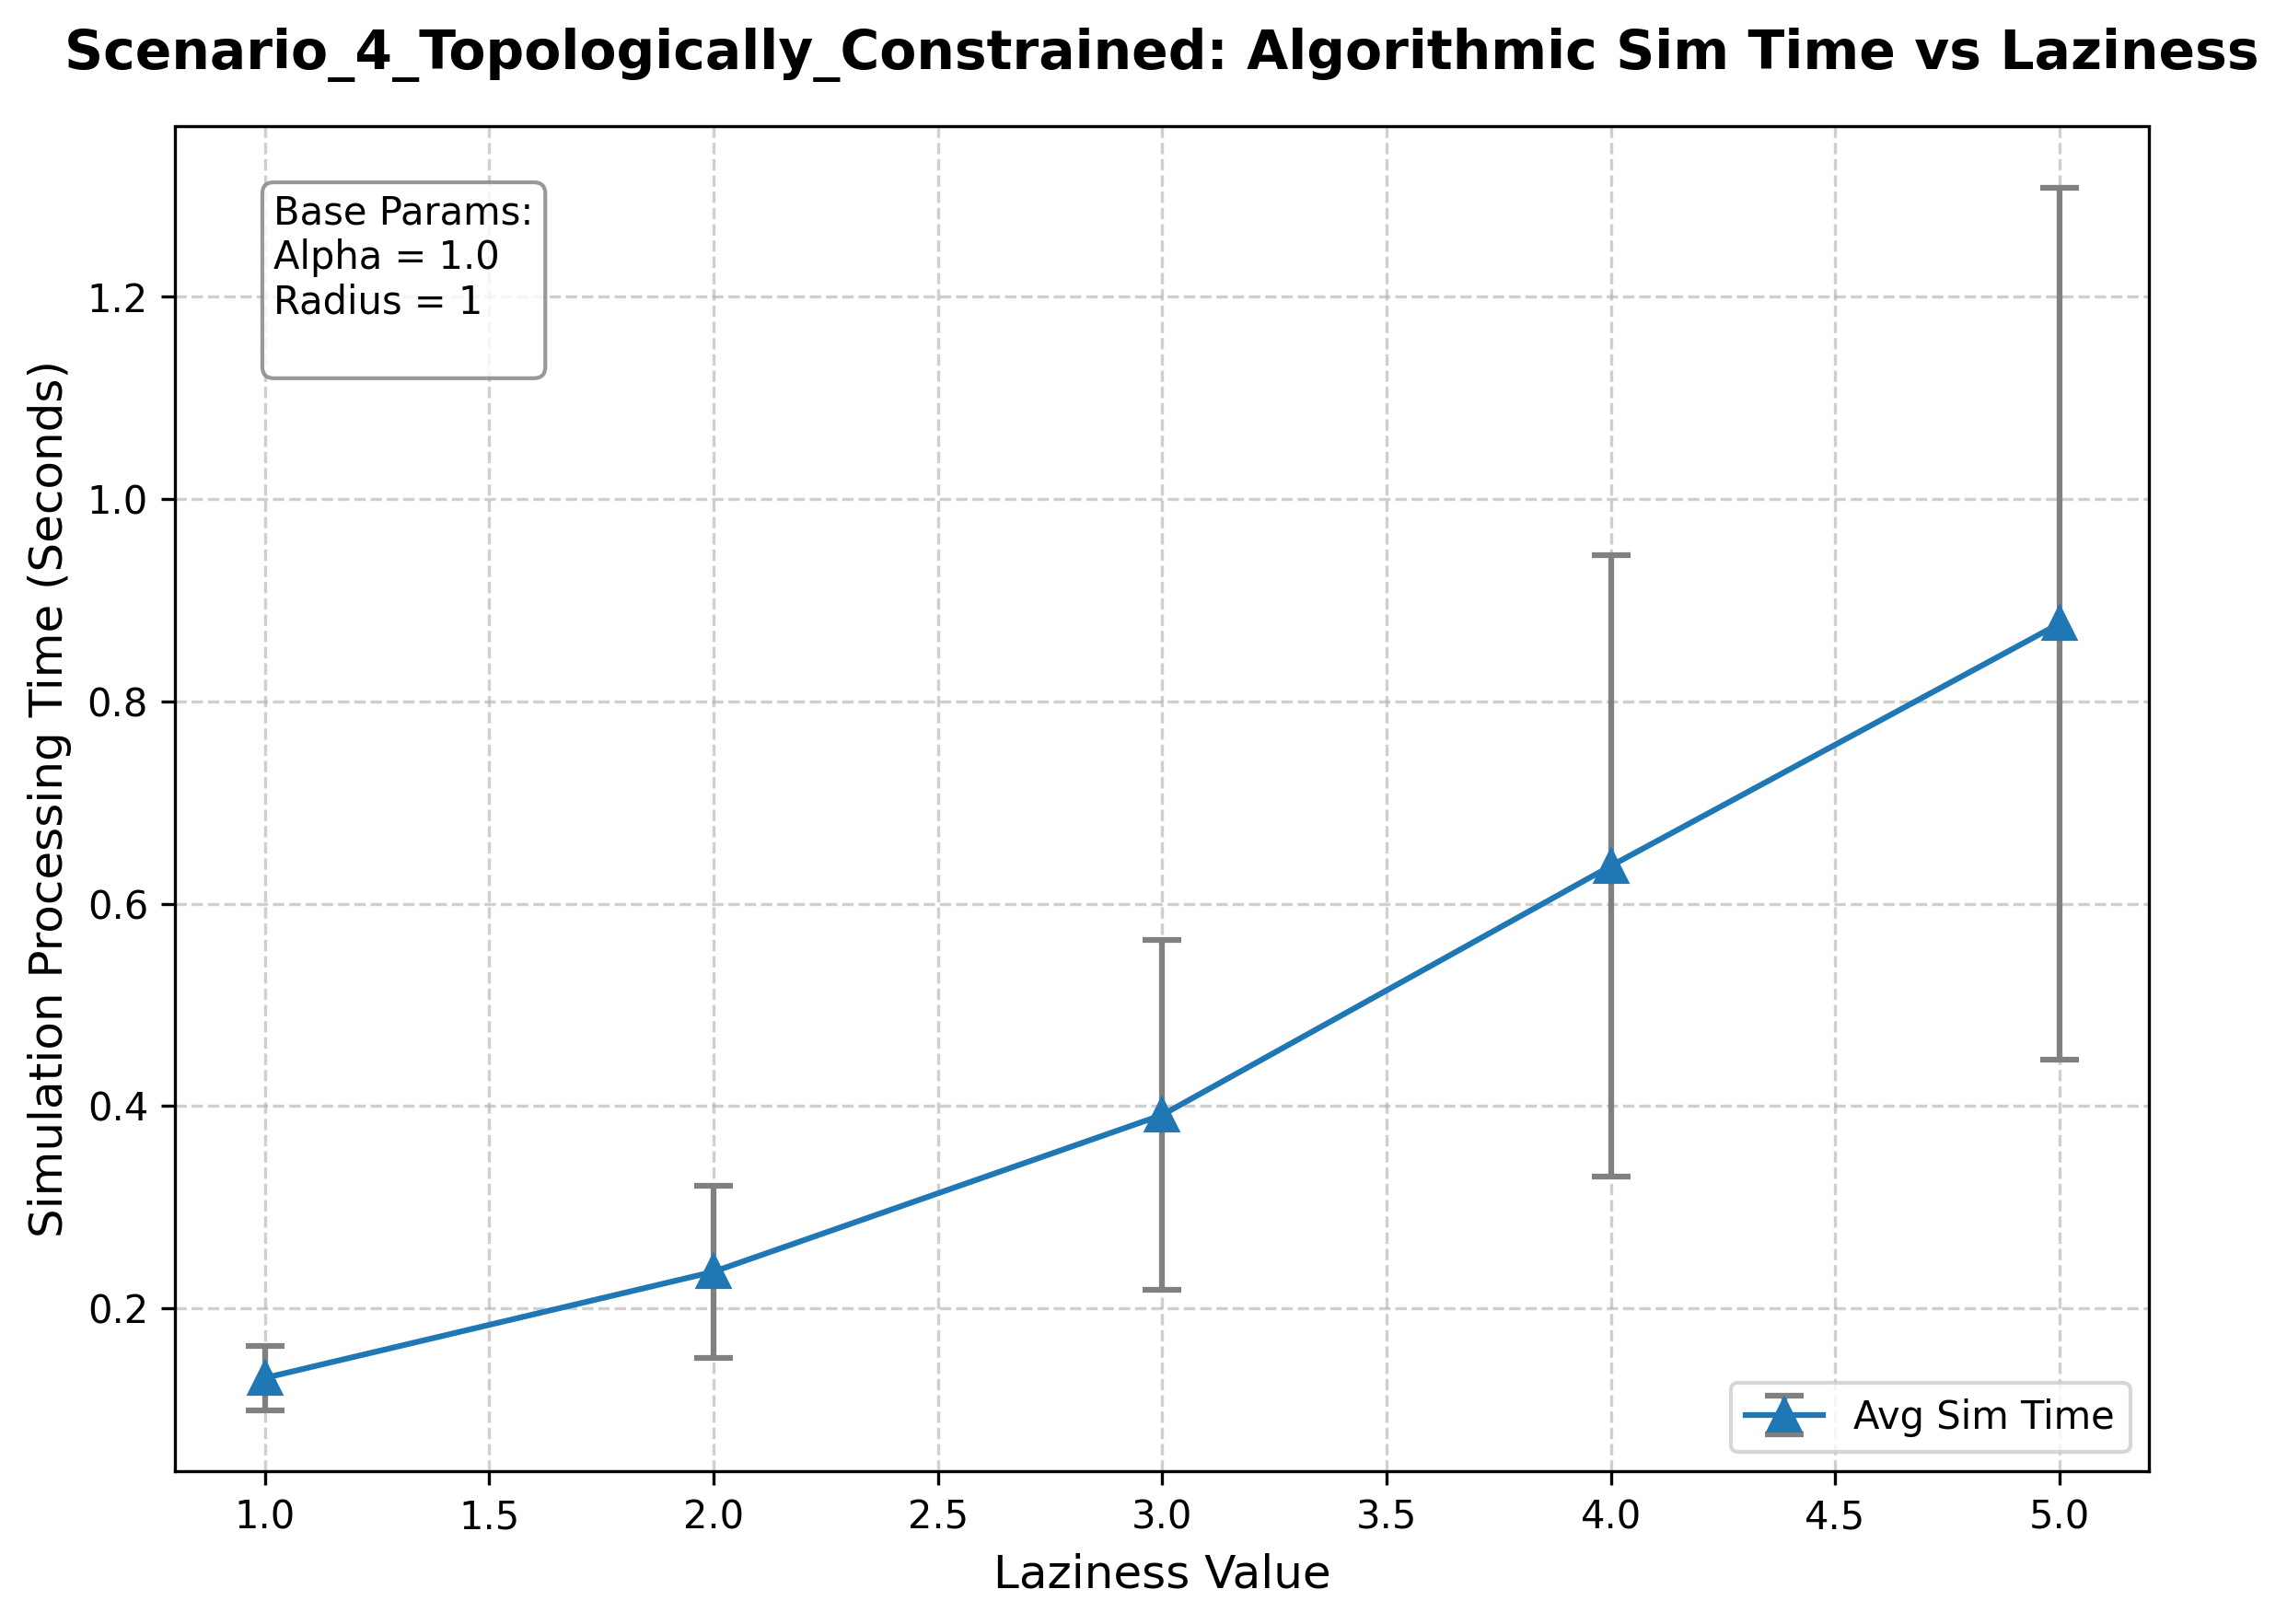 Scenario_4_Topologically_Constrained: Algorithmic Sim Time vs Laziness
Base Params:
Alpha = 1.0
Radius = 1
Simulation Processing Time (Seconds)
1.2
1.0
0.8
0.6
0.4
0.2
Avg Sim Time
1.0 1.5 2.0 2.5 3.0 3.5 4.0 4.5 5.0
Laziness Value